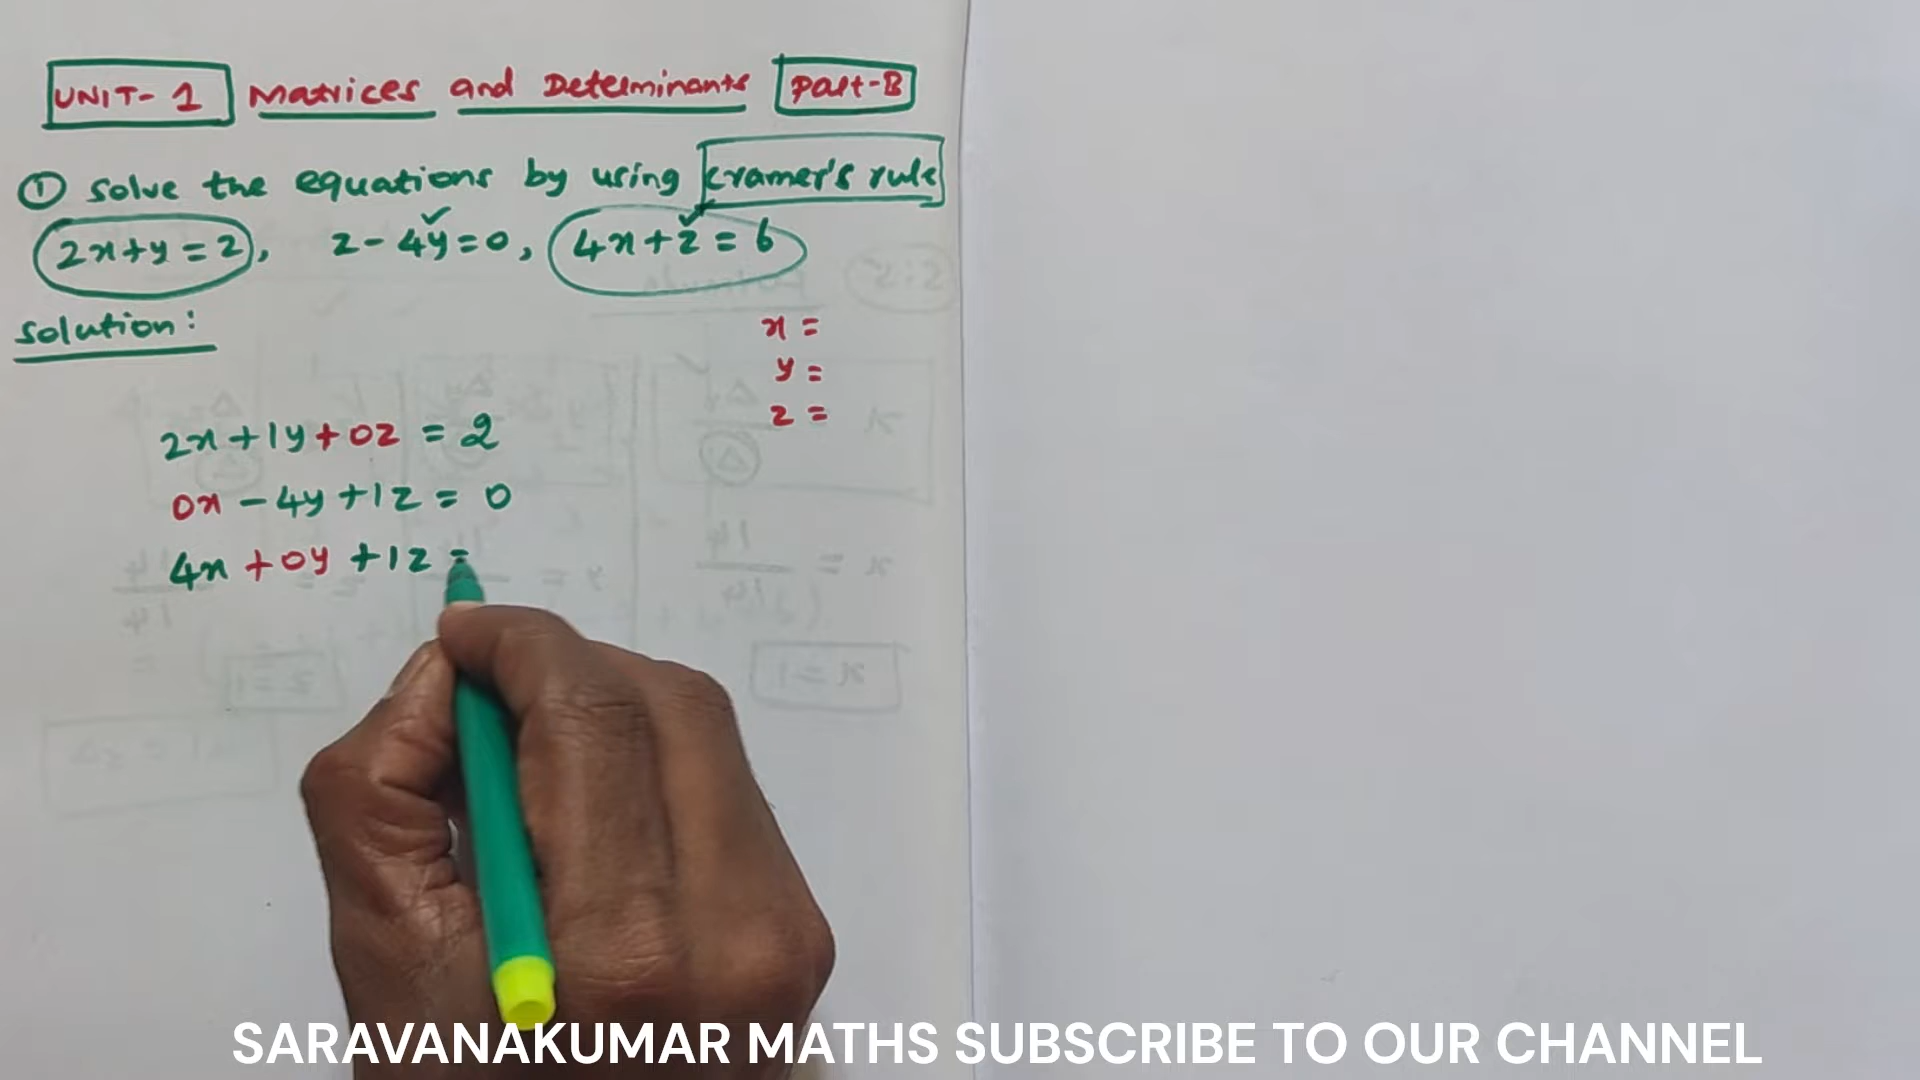 UNIT-1 Matrices and Determinants Part-B
① Solve the equations by using Cramer's rule
2x+y=2, z-4y=0, 4x+z=6
Solution:
x =
y =
z =
2x+1y+0z = 2
0x-4y+1z = 0
4x+0y+1z =
SARAVANAKUMAR MATHS SUBSCRIBE TO OUR CHANNEL